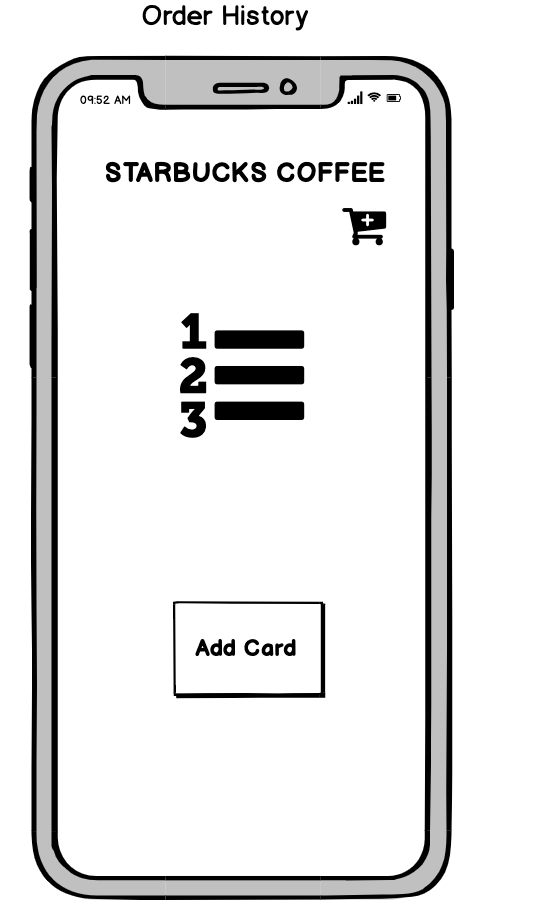 Order History
09:52 AM
STARBUCKS COFFEE
1
2
3
Add Card